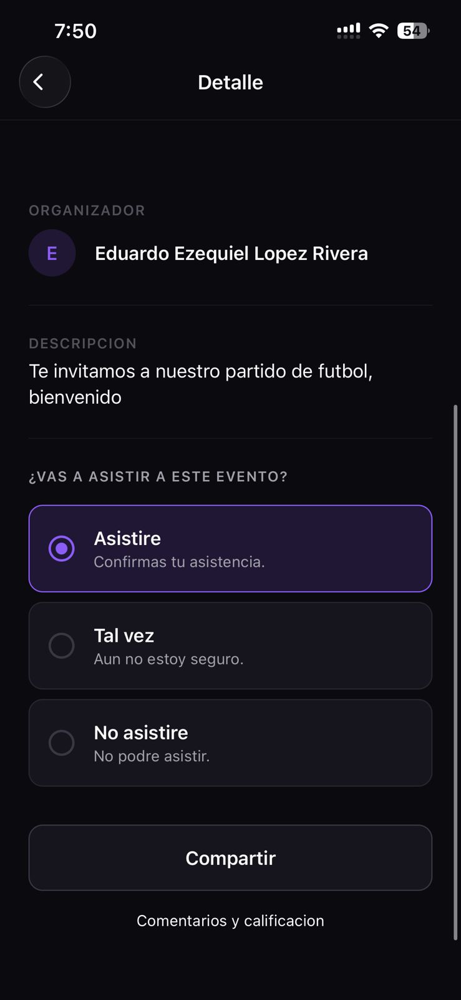 7:50
54
Detalle
ORGANIZADOR
E
Eduardo Ezequiel Lopez Rivera
DESCRIPCION
Te invitamos a nuestro partido de futbol,
bienvenido
¿VAS A ASISTIR A ESTE EVENTO?
Asistire
Confirmas tu asistencia.
Tal vez
Aun no estoy seguro.
No asistire
No podre asistir.
Compartir
Comentarios y calificacion